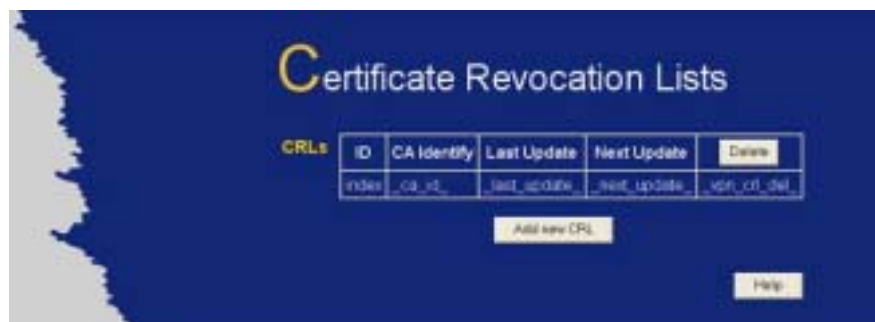 Certificate Revocation Lists
CRLs ID CA Identify Last Update Next Update Delete
index _ca_id_ _last_update_ _next_update_ _vpn_crl_del_
Add new CRL
Help